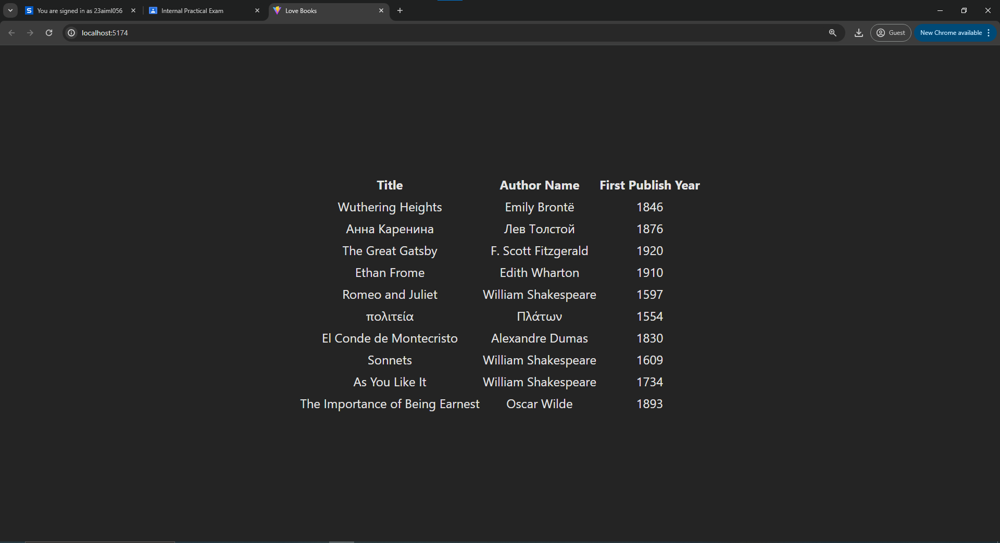 You are signed in as 23aiml056
Internal Practical Exam
Love Books
localhost:5174
Guest
New Chrome available
Title Author Name First Publish Year
Wuthering Heights Emily Brontë 1846
Анна Каренина Лев Толстой 1876
The Great Gatsby F. Scott Fitzgerald 1920
Ethan Frome Edith Wharton 1910
Romeo and Juliet William Shakespeare 1597
πολιτεία Πλάτων 1554
El Conde de Montecristo Alexandre Dumas 1830
Sonnets William Shakespeare 1609
As You Like It William Shakespeare 1734
The Importance of Being Earnest Oscar Wilde 1893